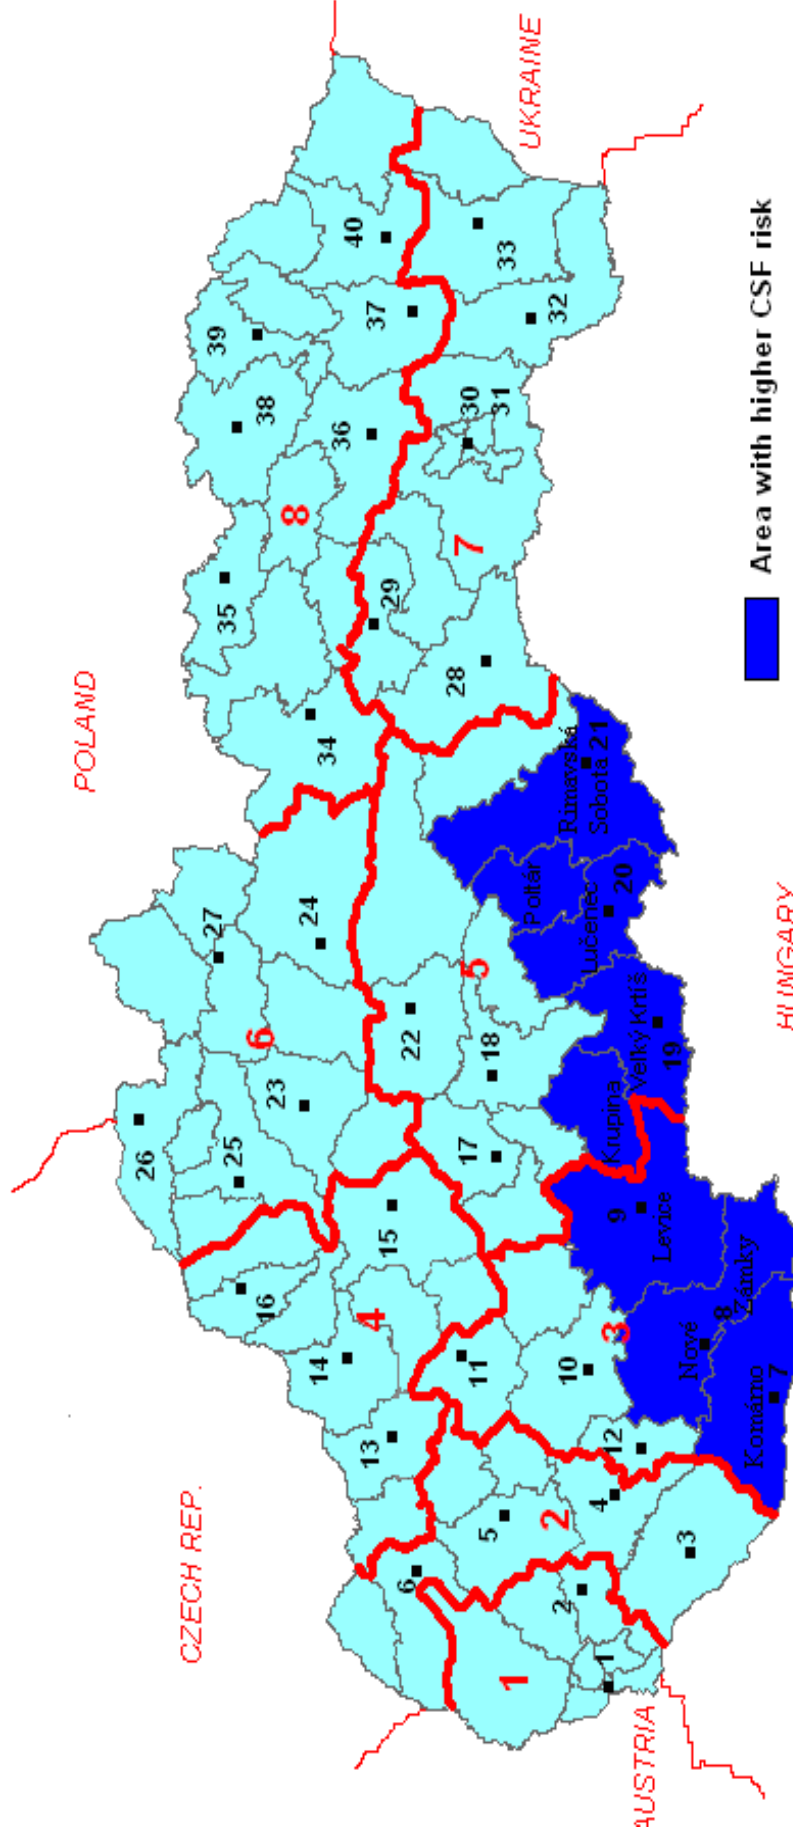 POLAND
CZECH REP.
UKRAINE
AUSTRIA
HUNGARY
1
2
3
4
5
6
7
8
1
2
3
4
5
6
Komárno 7
Nové
8
Zámky
9
Levice
10
11
12
13
14
15
16
17
18
Krupina
Veľký Krtíš
19
Lučenec
20
Poltár
Rimavská
Sobota 21
22
23
24
25
26
27
28
29
30
31
32
33
34
35
36
37
38
39
40
Area with higher CSF risk